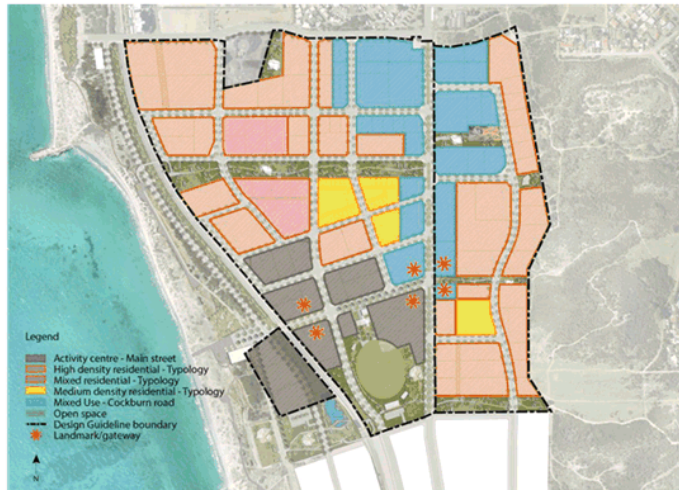 Legend
Activity centre - Main street
High density residential - Typology
Mixed residential - Typology
Medium density residential - Typology
Mixed Use - Cockburn road
Open space
Design Guideline boundary
Landmark/gateway
N